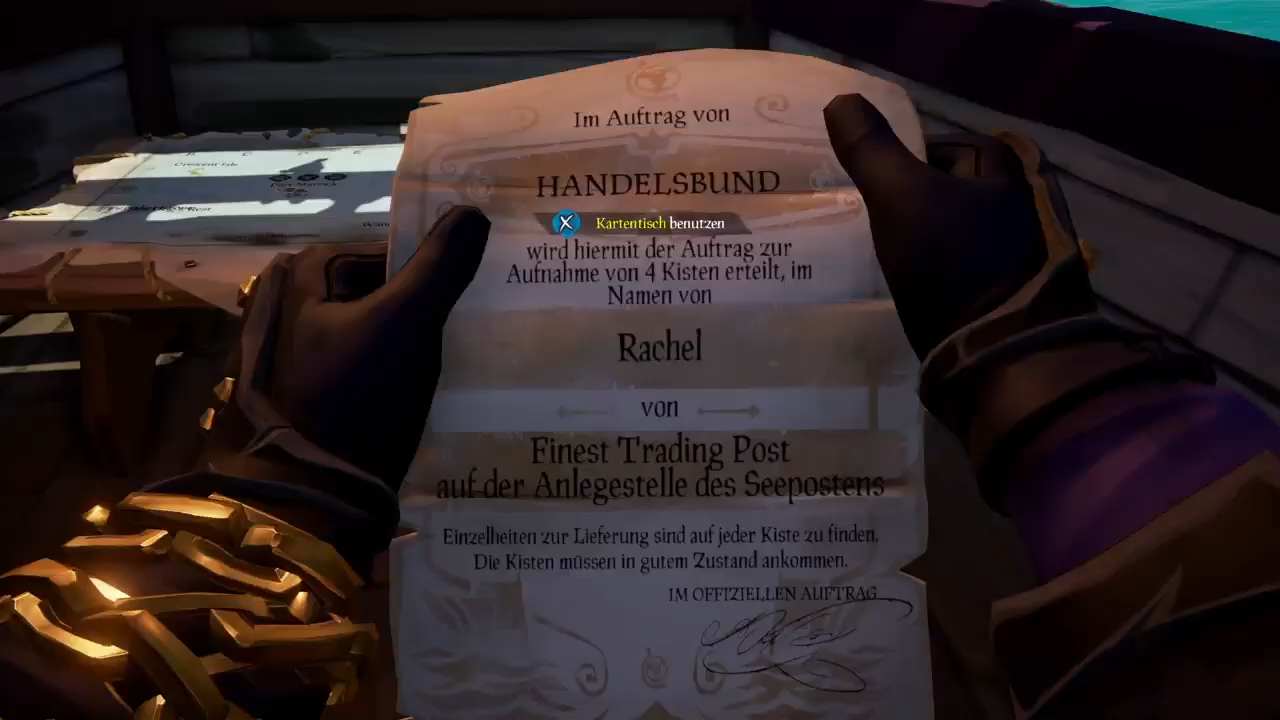 Im Auftrag von
HANDELSBUND
Kartentisch benutzen
wird hiermit der Auftrag zur
Aufnahme von 4 Kisten erteilt, im
Namen von
Rachel
von
Finest Trading Post
auf der Anlegestelle des Seepostens
Einzelheiten zur Lieferung sind auf jeder Kiste zu finden.
Die Kisten müssen in gutem Zustand ankommen.
IM OFFIZIELLEN AUFTRAG
Crescent Isle